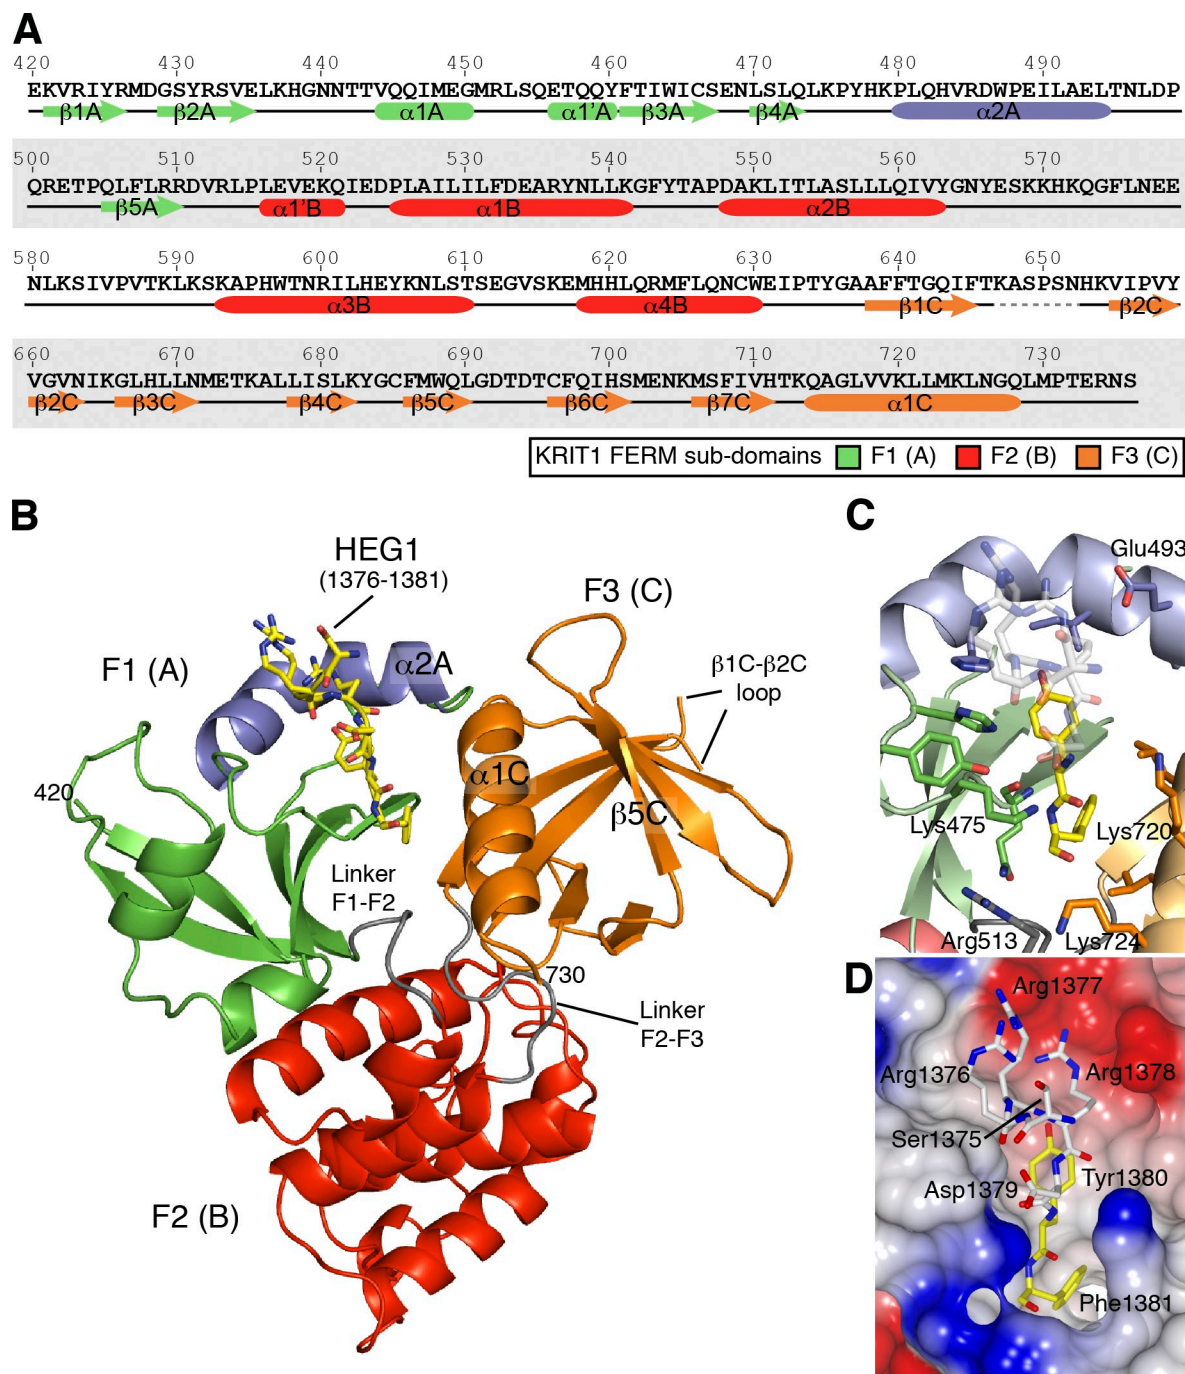 A
420 430 440 450 460 470 480 490
EKVRIYRMDGSYRSVELKHGNNTTVQQIMEGMRLSQETQQYFTIWICSENLSLQLKPYHKPLQHVRDWPEILAELTNLDP
β1A β2A α1A α1'A β3A β4A α2A
500 510 520 530 540 550 560 570
QRETPQLFLRRDVRLPLEVEKQIEDPLAILILFDEARYNLLKGFYTAPDAKLITLASLLLQIVYGNYESKKHKQGFLNEE
β5A α1'B α1B α2B
580 590 600 610 620 630 640 650
NLKSIVPVTKLKSKAPHWTNRILHEYKNLSTSEGVSKEMHHLQRMFLQNCWEIPTYGAAFFTGQIFTKASPSNHKVIPVY
α3B α4B β1C β2C
660 670 680 690 700 710 720 730
VGVNIKGLHLLNMETKALLISLKYGCFMWQLGDTDTCFQIHSMENKMSFIVHTKQAGLVVKLLMKLNGQLMPTERNS
β2C β3C β4C β5C β6C β7C α1C
KRIT1 FERM sub-domains F1 (A) F2 (B) F3 (C)
B
HEG1
(1376-1381)
F3 (C)
F1 (A)
α2A
β1C-β2C
loop
α1C
420
β5C
Linker
F1-F2
730
Linker
F2-F3
F2 (B)
C
Glu493
Lys475
Lys720
Arg513
Lys724
D
Arg1377
Arg1376
Arg1378
Ser1375
Tyr1380
Asp1379
Phe1381